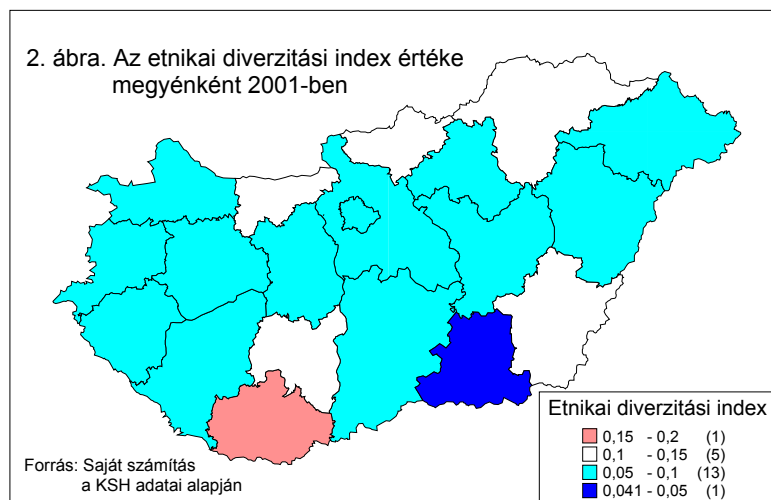 2. ábra. Az etnikai diverzitási index értéke
megyénként 2001-ben
Etnikai diverzitási index
0,15 - 0,2 (1)
0,1 - 0,15 (5)
0,05 - 0,1 (13)
0,041 - 0,05 (1)
Forrás: Saját számítás
a KSH adatai alapján